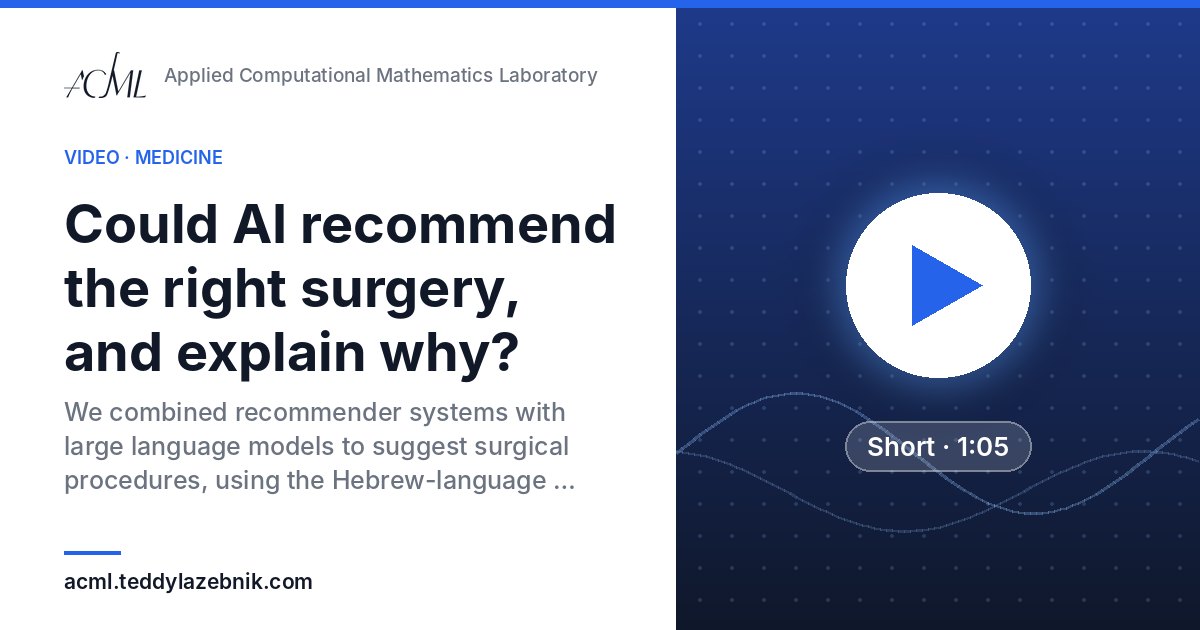 ACML
Applied Computational Mathematics Laboratory
VIDEO · MEDICINE
Could AI recommend
the right surgery,
and explain why?
We combined recommender systems with
large language models to suggest surgical
procedures, using the Hebrew-language ...
Short · 1:05
acml.teddylazebnik.com